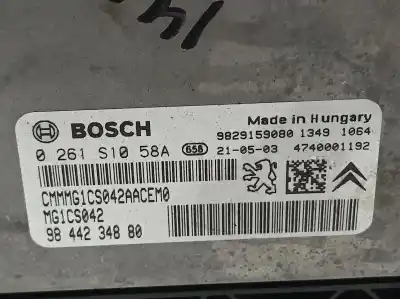 BOSCH
Made in Hungary
9829159080 1349 1064
0 261 S10 58A 658 21-05-03 4740001192
CMMMG1CS042AACEM0
MG1CS042
98 442 348 80